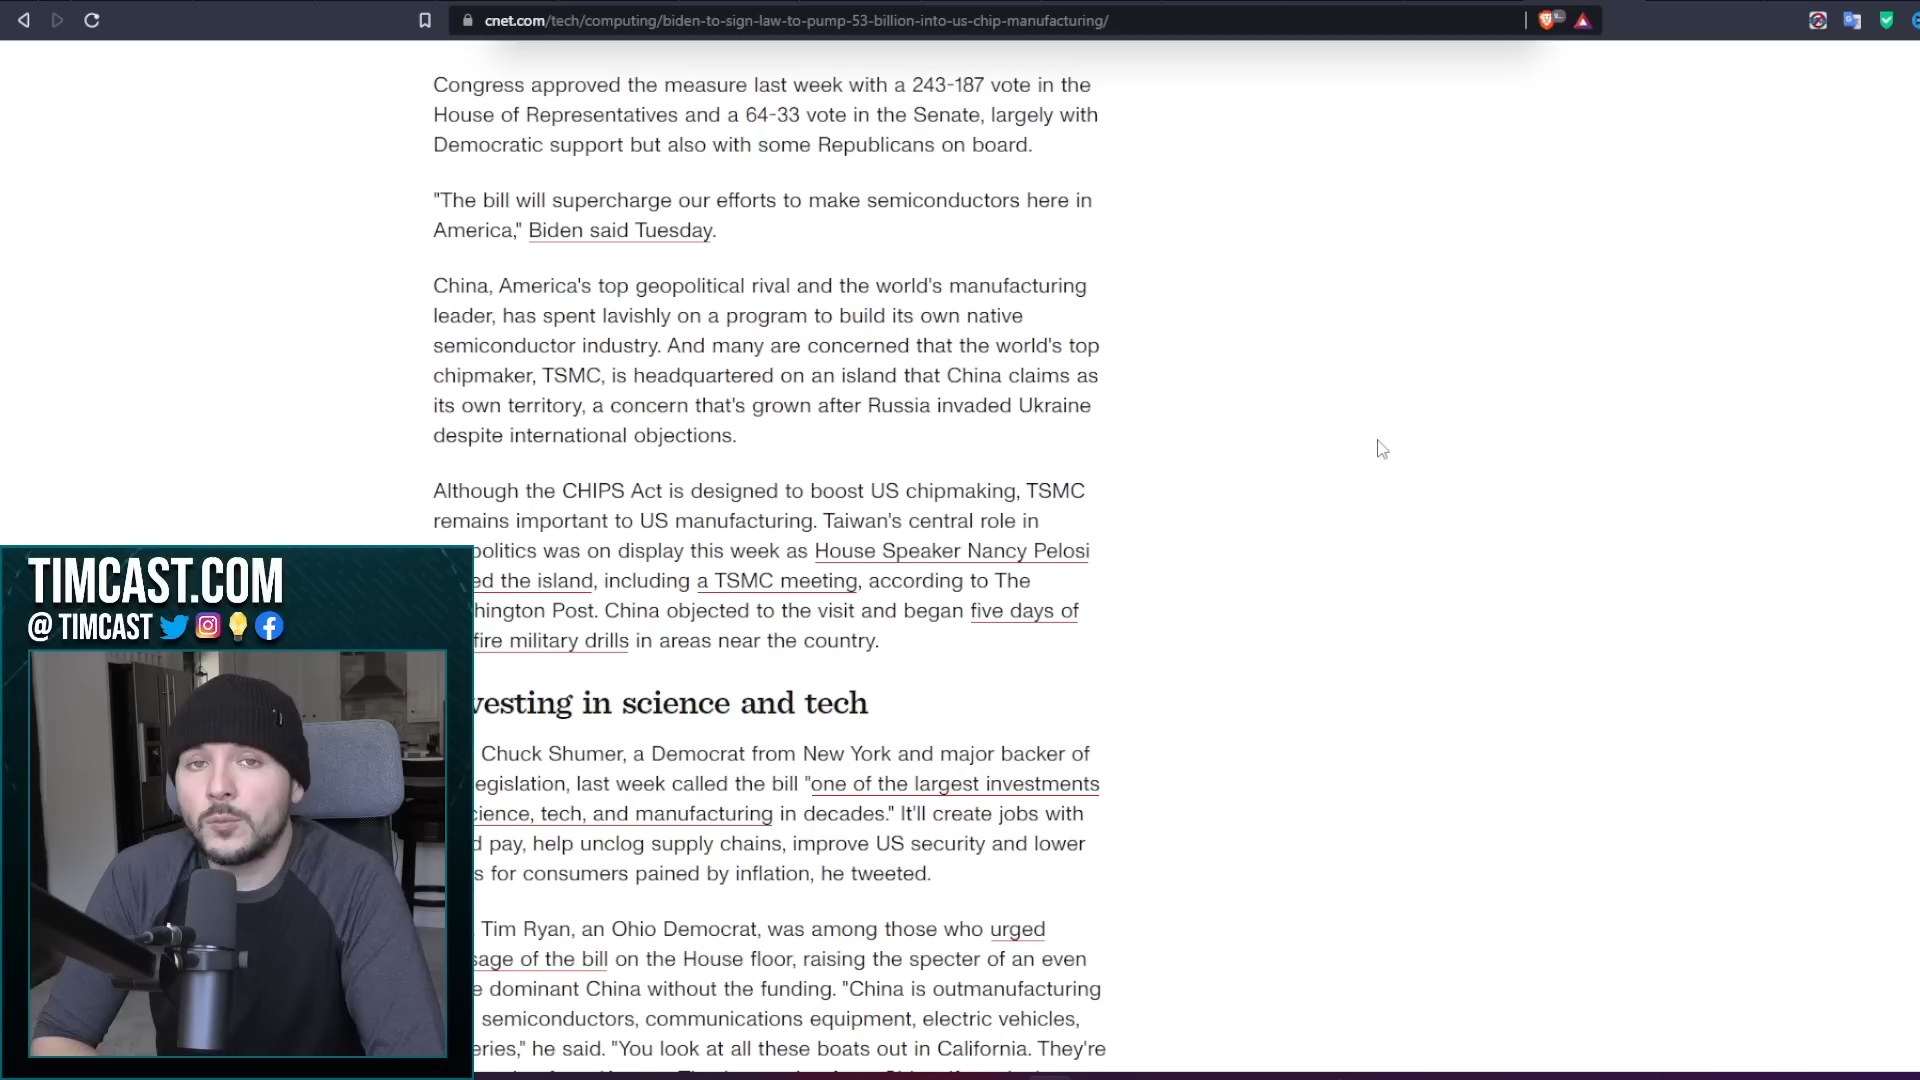 cnet.com/tech/computing/biden-to-sign-law-to-pump-53-billion-into-us-chip-manufacturing/
Congress approved the measure last week with a 243-187 vote in the
House of Representatives and a 64-33 vote in the Senate, largely with
Democratic support but also with some Republicans on board.
"The bill will supercharge our efforts to make semiconductors here in
America," Biden said Tuesday.
China, America's top geopolitical rival and the world's manufacturing
leader, has spent lavishly on a program to build its own native
semiconductor industry. And many are concerned that the world's top
chipmaker, TSMC, is headquartered on an island that China claims as
its own territory, a concern that's grown after Russia invaded Ukraine
despite international objections.
Although the CHIPS Act is designed to boost US chipmaking, TSMC
remains important to US manufacturing. Taiwan's central role in
politics was on display this week as House Speaker Nancy Pelosi
ed the island, including a TSMC meeting, according to The
hington Post. China objected to the visit and began five days of
fire military drills in areas near the country.
vesting in science and tech
Chuck Shumer, a Democrat from New York and major backer of
egislation, last week called the bill "one of the largest investments
cience, tech, and manufacturing in decades." It'll create jobs with
d pay, help unclog supply chains, improve US security and lower
s for consumers pained by inflation, he tweeted.
Tim Ryan, an Ohio Democrat, was among those who urged
sage of the bill on the House floor, raising the specter of an even
e dominant China without the funding. "China is outmanufacturing
semiconductors, communications equipment, electric vehicles,
eries," he said. "You look at all these boats out in California. They're
TIMCAST.COM
@ TIMCAST